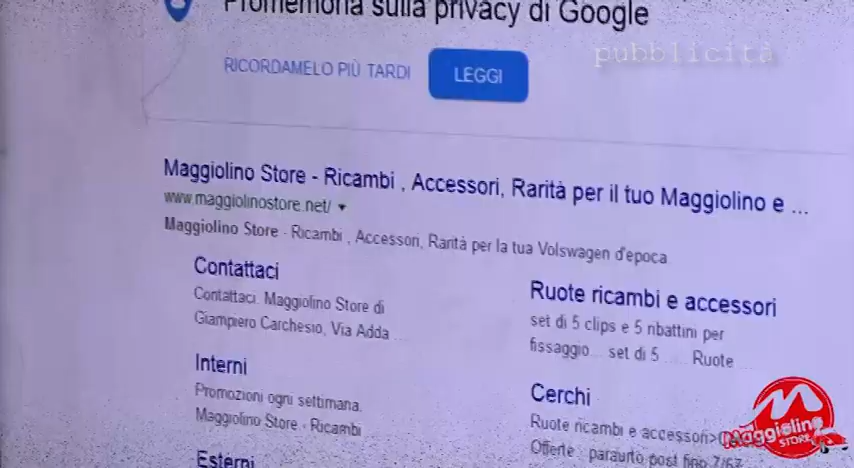 Promemoria sulla privacy di Google
pubblicità
RICORDAMELO PIÙ TARDI
LEGGI
Maggiolino Store - Ricambi , Accessori, Rarità per il tuo Maggiolino e ...
www.maggiolinostore.net/
Maggiolino Store - Ricambi , Accessori, Rarità per la tua Volswagen d'epoca
Contattaci
Contattaci. Maggiolino Store di
Giampiero Carchesio, Via Adda ...
Interni
Promozioni ogni settimana.
Maggiolino Store - Ricambi
Esterni
Ruote ricambi e accessori
set di 5 clips e 5 ribattini per
fissaggio ... set di 5 ... ... Ruote
Cerchi
Ruote ricambi e accessori>
Offerte : paraurto post fino 7/67
Maggiolino
STORE